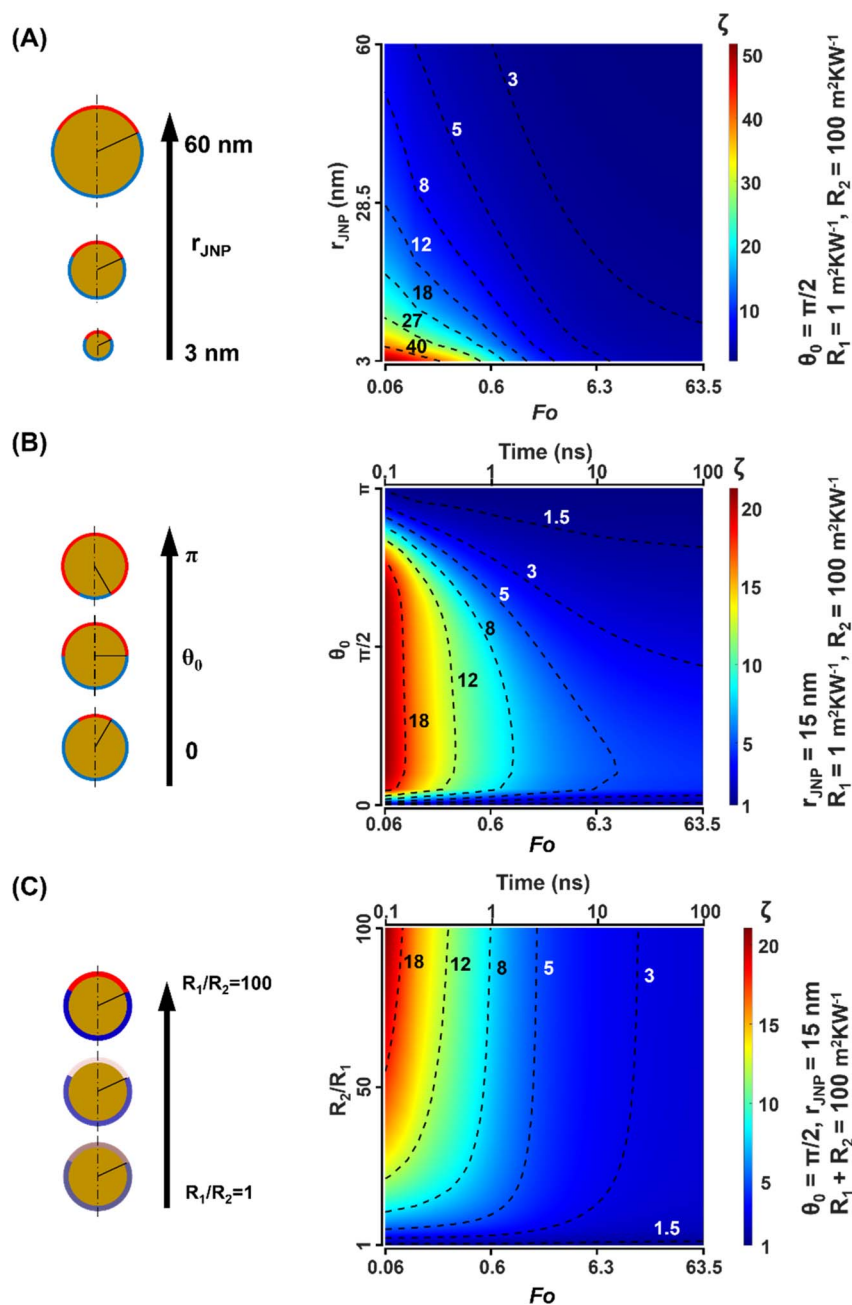 (A)
60 nm
r_JNP
3 nm
r_JNP (nm)
60
28.5
3
3
5
8
12
18
27
40
0.06
0.6
6.3
63.5
Fo
ζ
50
40
30
20
10
θ₀ = π/2
R₁ = 1 m²KW⁻¹, R₂ = 100 m²KW⁻¹
(B)
π
θ₀
0
Time (ns)
0.1
1
10
100
θ₀
π
π/2
0
1.5
3
5
8
12
18
0.06
0.6
6.3
63.5
Fo
ζ
20
15
10
5
1
r_JNP = 15 nm
R₁ = 1 m²KW⁻¹, R₂ = 100 m²KW⁻¹
(C)
R₁/R₂=100
R₁/R₂=1
Time (ns)
0.1
1
10
100
R₂/R₁
100
50
1
18
12
8
5
3
1.5
0.06
0.6
6.3
63.5
Fo
ζ
20
15
10
5
1
θ₀ = π/2, r_JNP = 15 nm
R₁ + R₂ = 100 m²KW⁻¹